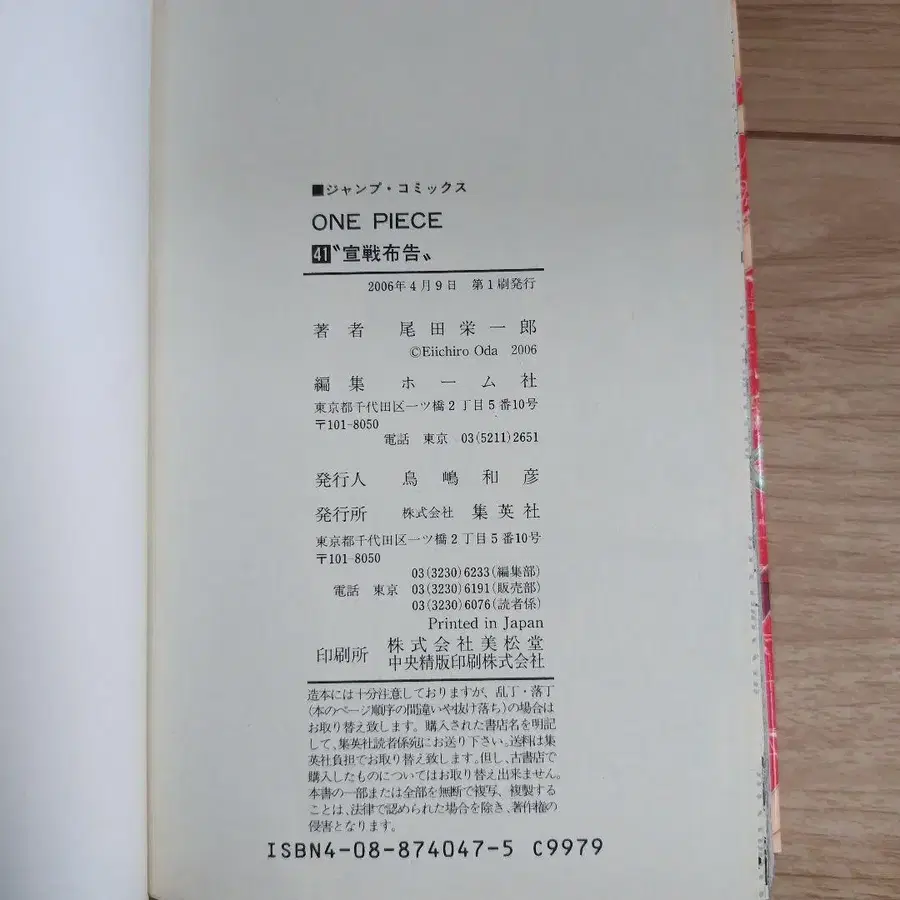 ■ジャンプ・コミックス
ONE PIECE
41〝宣戦布告〟
2006年4月9日 第1刷発行
著者 尾田栄一郎
©Eiichiro Oda 2006
編集 ホーム社
東京都千代田区一ツ橋2丁目5番10号
〒101-8050
電話 東京 03(5211)2651
発行人 鳥嶋和彦
発行所 株式会社 集英社
東京都千代田区一ツ橋2丁目5番10号
〒101-8050
03(3230)6233(編集部)
電話 東京 03(3230)6191(販売部)
03(3230)6076(読者係)
Printed in Japan
印刷所 株式会社美松堂
中央精版印刷株式会社
造本には十分注意しておりますが、乱丁・落丁
(本のページ順序の間違いや抜け落ち)の場合は
お取り替え致します。購入された書店名を明記
して、集英社読者係宛にお送り下さい。送料は集
英社負担でお取り替え致します。但し、古書店で
購入したものについてはお取り替え出来ません。
本書の一部または全部を無断で複写、複製する
ことは、法律で認められた場合を除き、著作権の
侵害となります。
ISBN4-08-874047-5 C9979